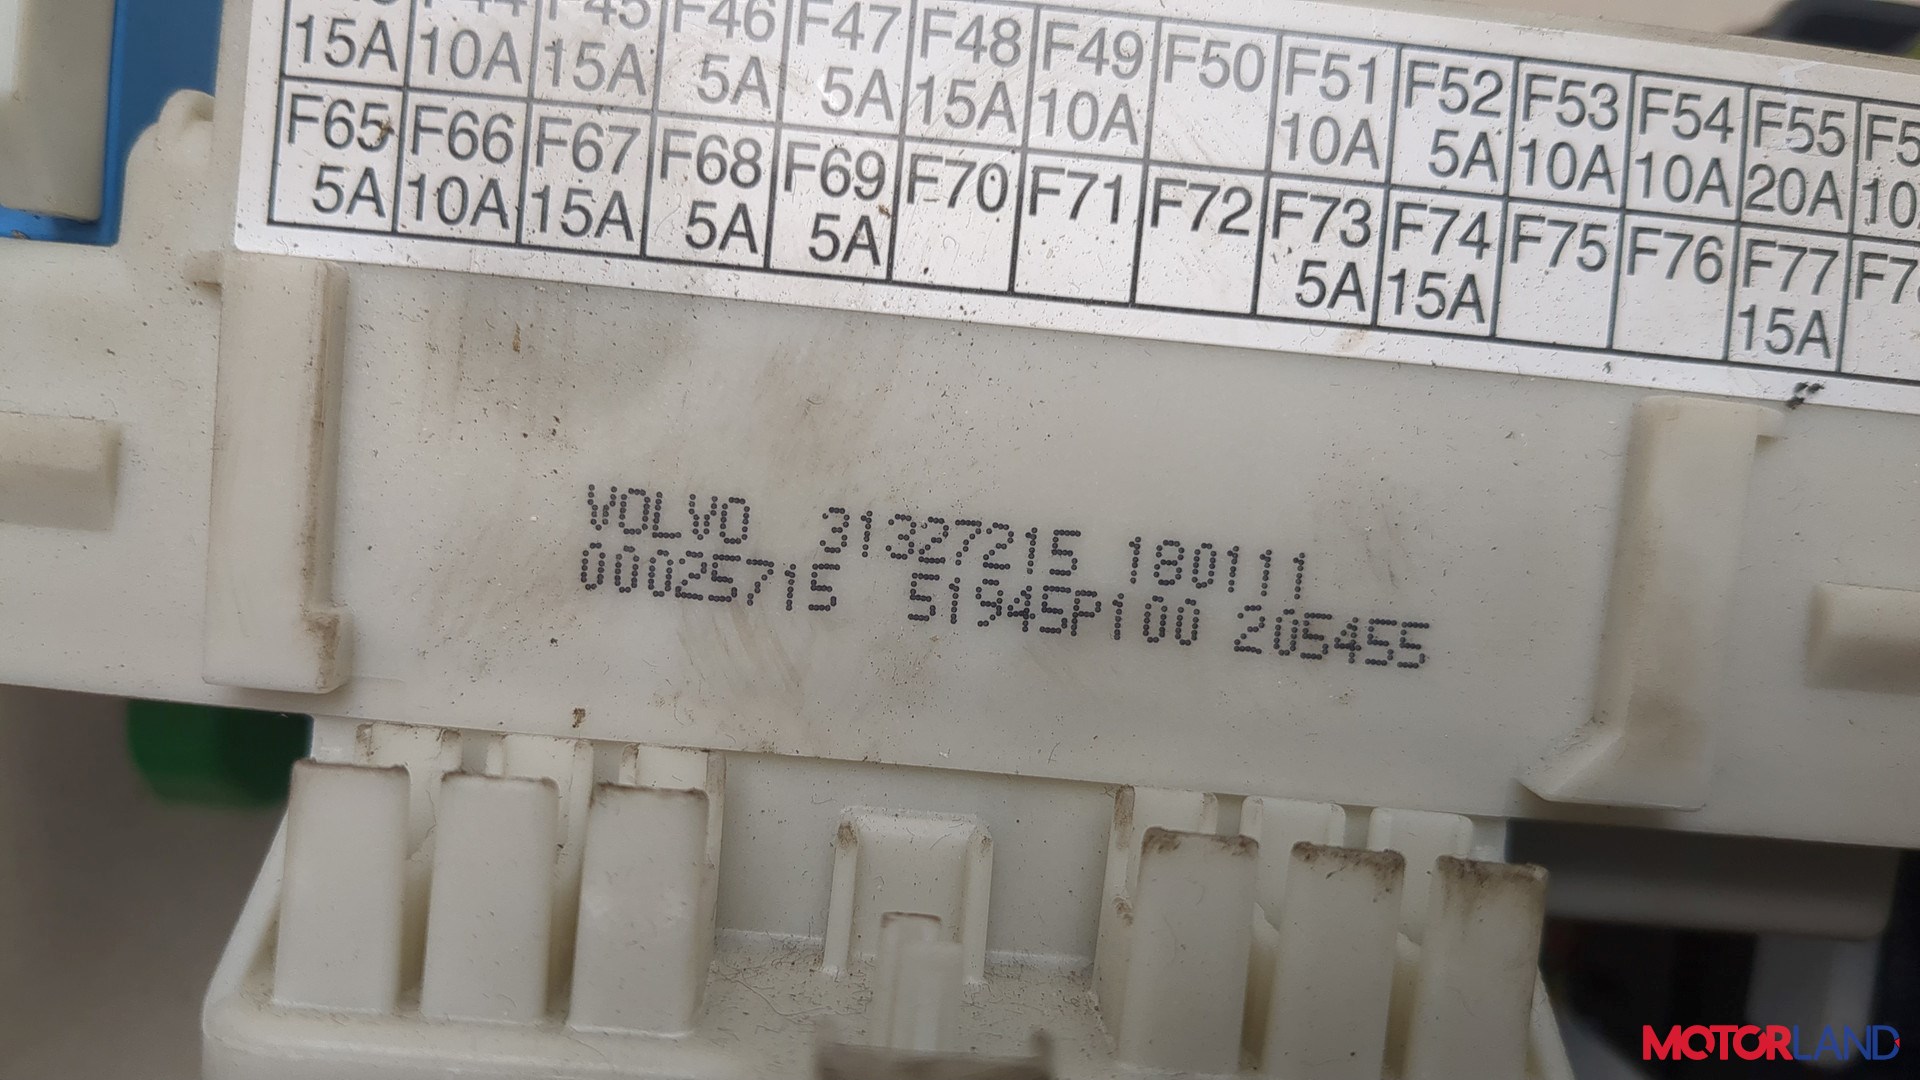 F45 F46 F47 F48 F49 F50 F51 F52 F53 F54 F55
15A 10A 15A 5A 5A 15A 10A 10A 5A 10A 10A 20A
F65 F66 F67 F68 F69 F70 F71 F72 F73 F74 F75 F76 F77
5A 10A 15A 5A 5A 5A 15A 15A
VOLVO 31327215 180111
00025715 51945P100 205455
MOTORLAND